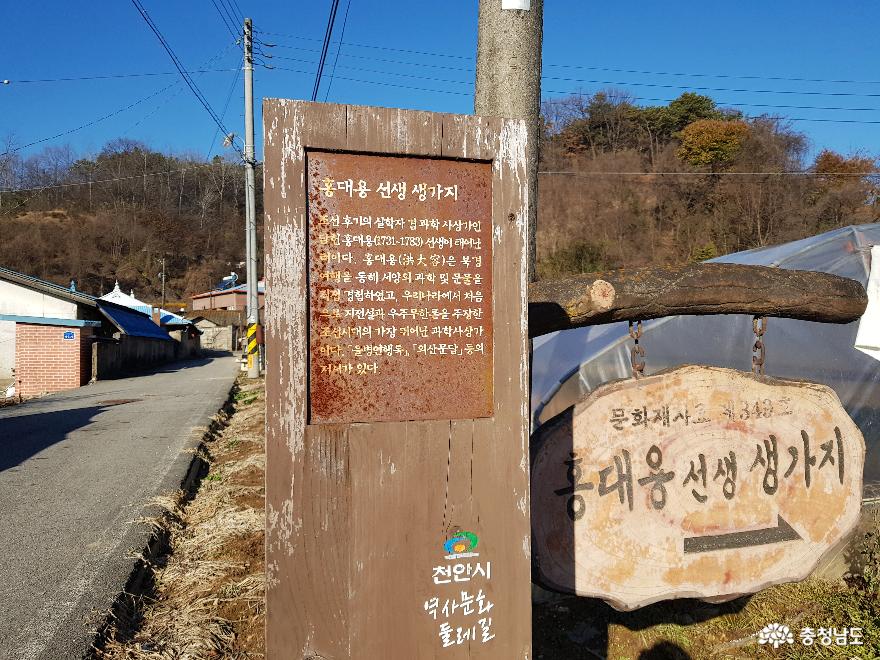 홍대용 선생 생가지
조선 후기의 실학자 겸 과학 사상가인
담헌 홍대용(1731-1783) 선생이 태어난
터이다. 홍대용(洪大容)은 북경
여행을 통해 서양의 과학 및 문물을
직접 경험하였고, 우리나라에서 처음
으로 지전설과 우주무한론을 주장한
조선시대의 가장 뛰어난 과학사상가
이다. 「을병연행록」, 「의산문답」 등의
저서가 있다.
천안시
역사문화
둘레길
문화재자료 제349호
홍대용 선생 생가지
충청남도